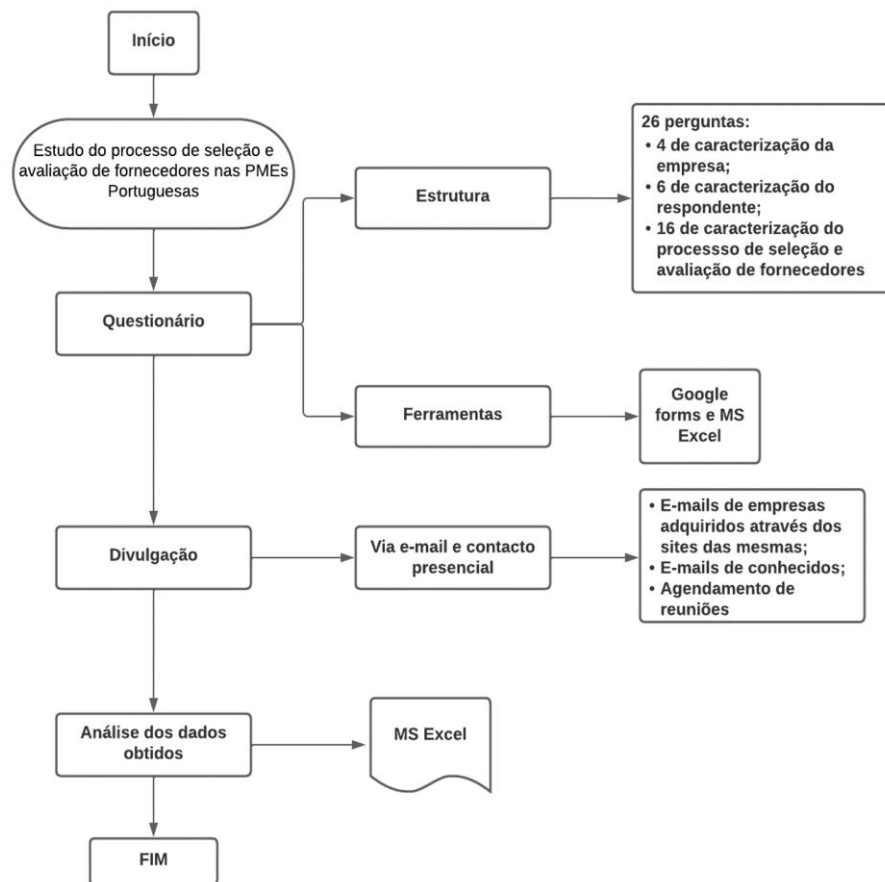 Início
Estudo do processo de seleção e
avaliação de fornecedores nas PMEs
Portuguesas
26 perguntas:
• 4 de caracterização da
empresa;
• 6 de caracterização do
respondente;
• 16 de caracterização do
processso de seleção e
avaliação de fornecedores
Estrutura
Questionário
Ferramentas
Google
forms e MS
Excel
Divulgação
Via e-mail e contacto
presencial
• E-mails de empresas
adquiridos através dos
sites das mesmas;
• E-mails de conhecidos;
• Agendamento de
reuniões
Análise dos dados
obtidos
MS Excel
FIM